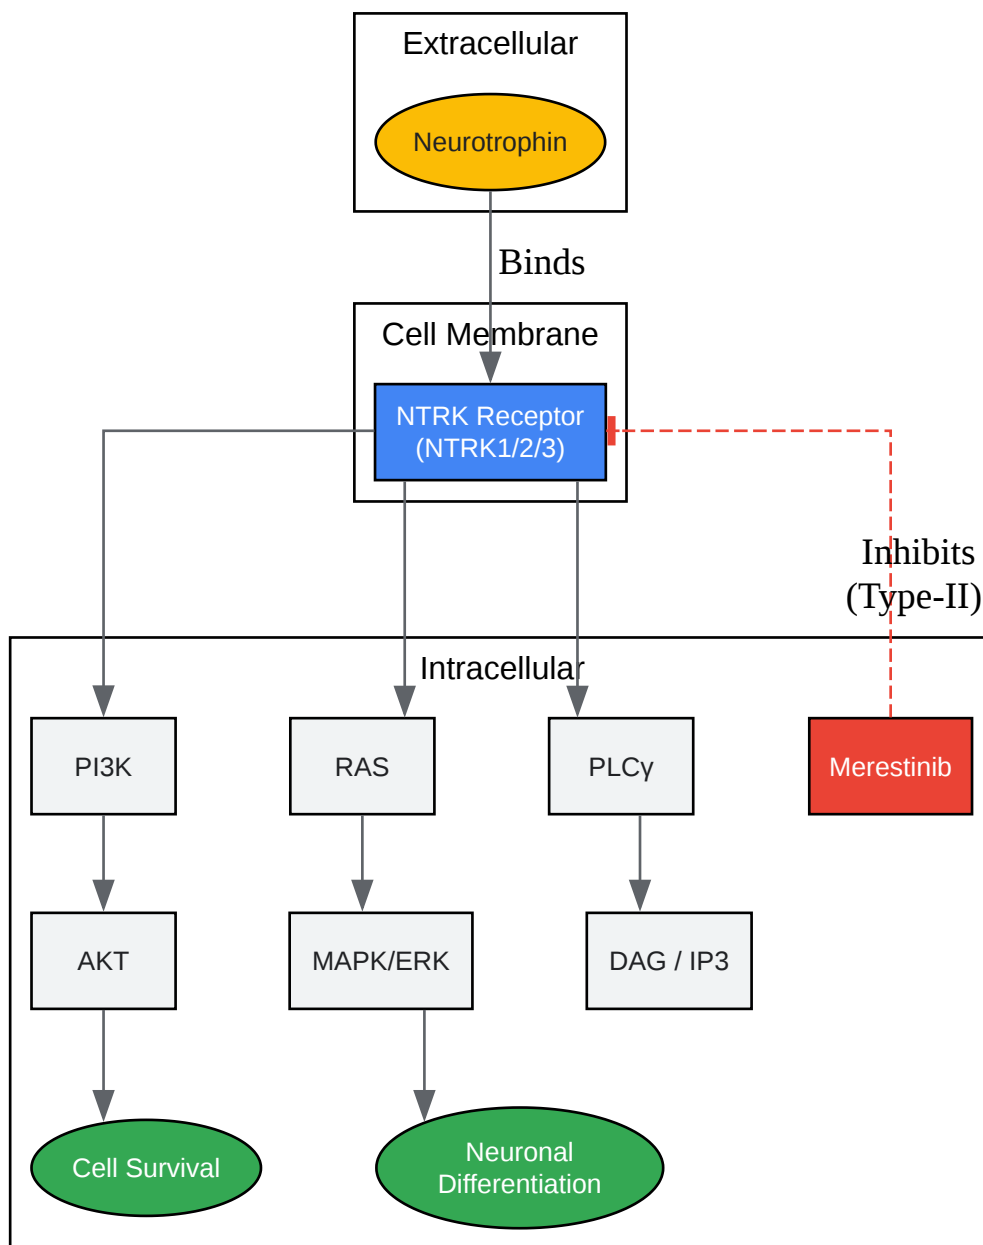 Extracellular
Neurotrophin
Binds
Cell Membrane
NTRK Receptor
(NTRK1/2/3)
Inhibits
(Type-II)
Intracellular
PI3K
RAS
PLCγ
Merestinib
AKT
MAPK/ERK
DAG / IP3
Cell Survival
Neuronal
Differentiation